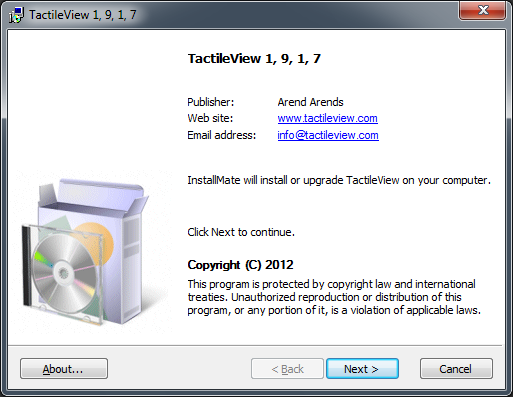 TactileView 1, 9, 1, 7
TactileView 1, 9, 1, 7
Publisher: Arend Arends
Web site: www.tactileview.com
Email address: info@tactileview.com
InstallMate will install or upgrade TactileView on your computer.
Click Next to continue.
Copyright (C) 2012
This program is protected by copyright law and international
treaties. Unauthorized reproduction or distribution of this
program, or any portion of it, is a violation of applicable laws.
About... < Back Next > Cancel